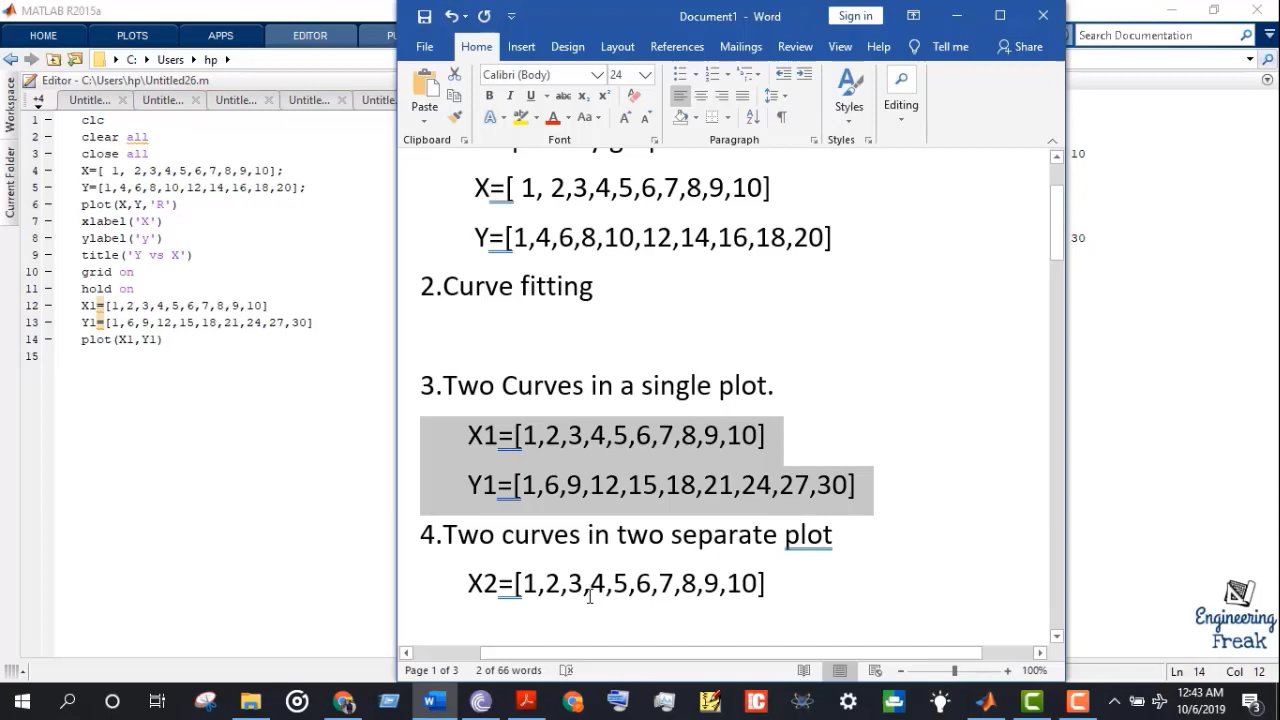 MATLAB R2015a
HOME PLOTS APPS EDITOR
C: Users hp
Editor - C:\Users\hp\Untitled26.m
+4 Untitle... Untitle... Untitle... Untitle... Untitle
Workspace
Current Folder
1 clc
2 clear all
3 close all
4 X=[ 1, 2,3,4,5,6,7,8,9,10];
5 Y=[1,4,6,8,10,12,14,16,18,20];
6 plot(X,Y,'R')
7 xlabel('X')
8 ylabel('y')
9 title('Y vs X')
10 grid on
11 hold on
12 X1=[1,2,3,4,5,6,7,8,9,10]
13 Y1=[1,6,9,12,15,18,21,24,27,30]
14 plot(X1,Y1)
15
Document1 - Word
Sign in
File Home Insert Design Layout References Mailings Review View Help Tell me Share
Calibri (Body) 24
Paste
B I U abc x2 x2
A A Aa A A
Styles
Editing
Clipboard Font Paragraph Styles
X=[ 1, 2,3,4,5,6,7,8,9,10]
Y=[1,4,6,8,10,12,14,16,18,20]
2.Curve fitting
3.Two Curves in a single plot.
X1=[1,2,3,4,5,6,7,8,9,10]
Y1=[1,6,9,12,15,18,21,24,27,30]
4.Two curves in two separate plot
X2=[1,2,3,4,5,6,7,8,9,10]
Page 1 of 3 2 of 66 words 100%
Search Documentation
10
30
Engineering
Freak
Ln 14 Col 12
12:43 AM
10/6/2019
3